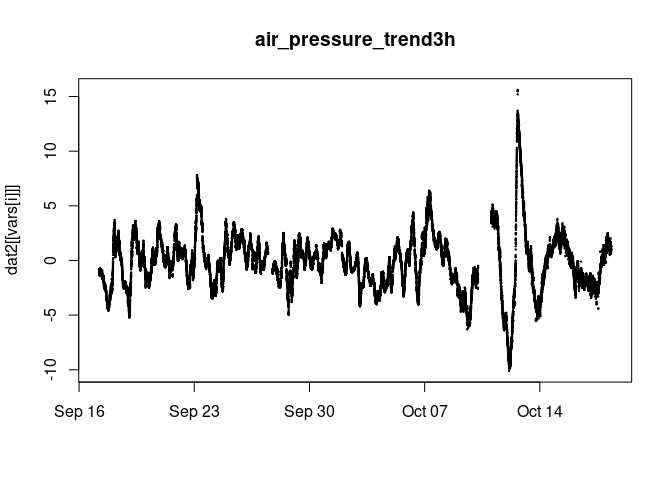 air_pressure_trend3h
dat2[[vars[i]]]
15
10
5
0
-5
-10
Sep 16
Sep 23
Sep 30
Oct 07
Oct 14